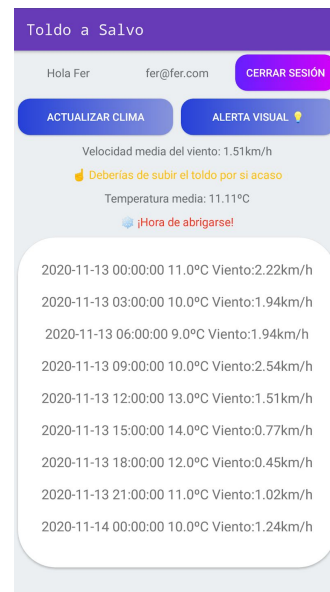 Toldo a Salvo
Hola Fer fer@fer.com CERRAR SESIÓN
ACTUALIZAR CLIMA ALERTA VISUAL 💡
Velocidad media del viento: 1.51km/h
☝ Deberías de subir el toldo por si acaso
Temperatura media: 11.11ºC
❄ ¡Hora de abrigarse!
2020-11-13 00:00:00 11.0ºC Viento:2.22km/h
2020-11-13 03:00:00 10.0ºC Viento:1.94km/h
2020-11-13 06:00:00 9.0ºC Viento:1.94km/h
2020-11-13 09:00:00 10.0ºC Viento:2.54km/h
2020-11-13 12:00:00 13.0ºC Viento:1.51km/h
2020-11-13 15:00:00 14.0ºC Viento:0.77km/h
2020-11-13 18:00:00 12.0ºC Viento:0.45km/h
2020-11-13 21:00:00 11.0ºC Viento:1.02km/h
2020-11-14 00:00:00 10.0ºC Viento:1.24km/h